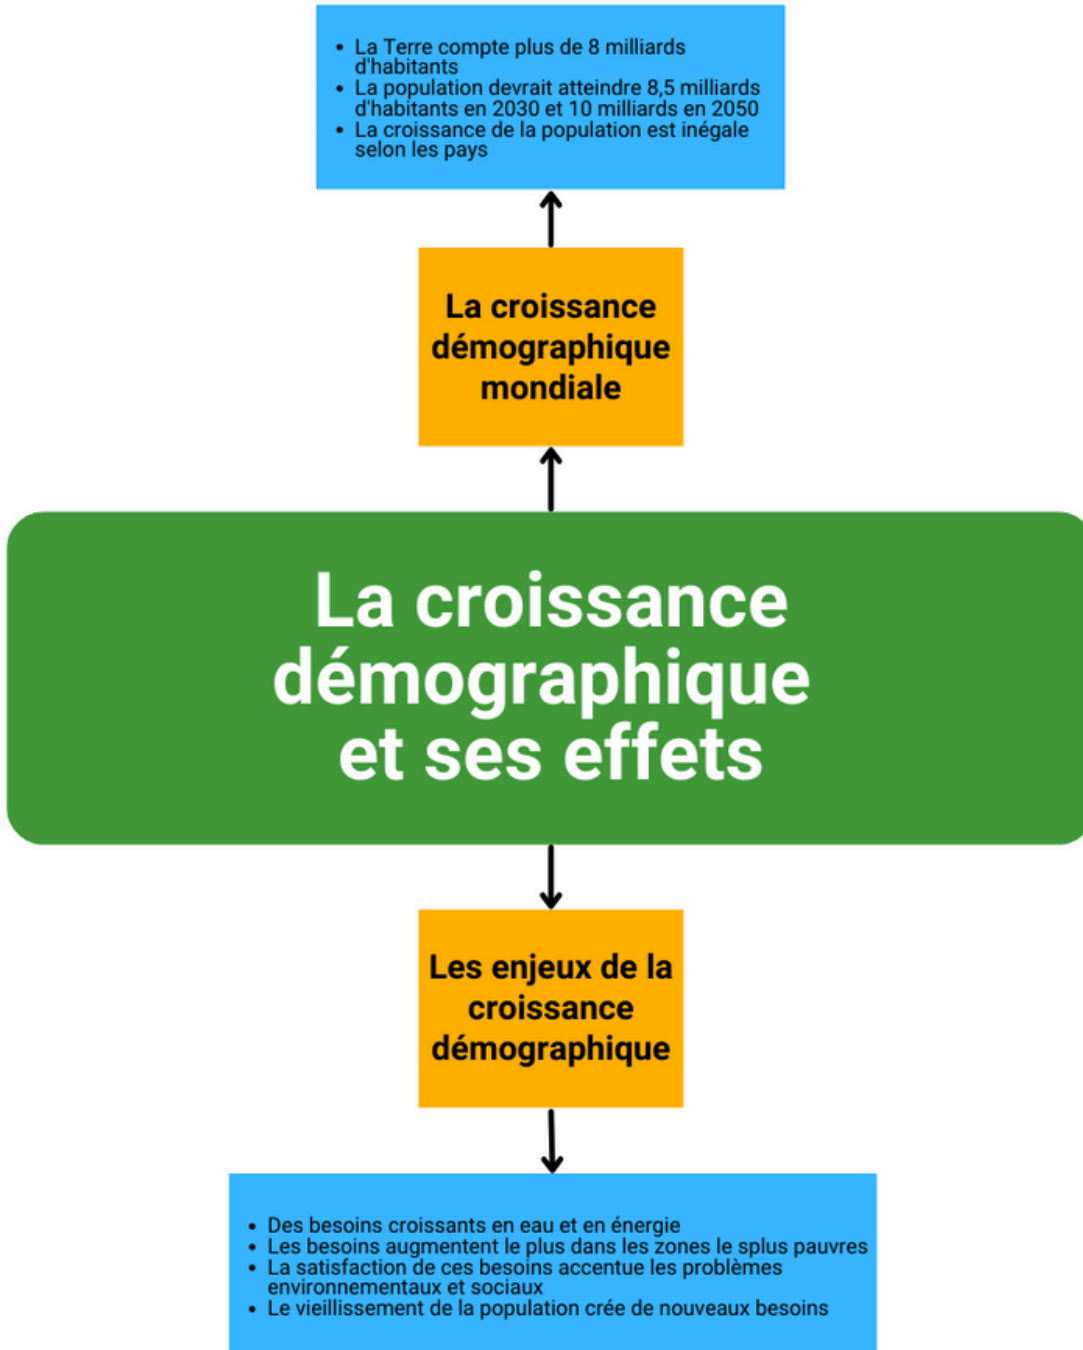 • La Terre compte plus de 8 milliards
d'habitants
• La population devrait atteindre 8,5 milliards
d'habitants en 2030 et 10 milliards en 2050
• La croissance de la population est inégale
selon les pays
La croissance
démographique
mondiale
La croissance
démographique
et ses effets
Les enjeux de la
croissance
démographique
• Des besoins croissants en eau et en énergie
• Les besoins augmentent le plus dans les zones le splus pauvres
• La satisfaction de ces besoins accentue les problèmes
environnementaux et sociaux
• Le vieillissement de la population crée de nouveaux besoins